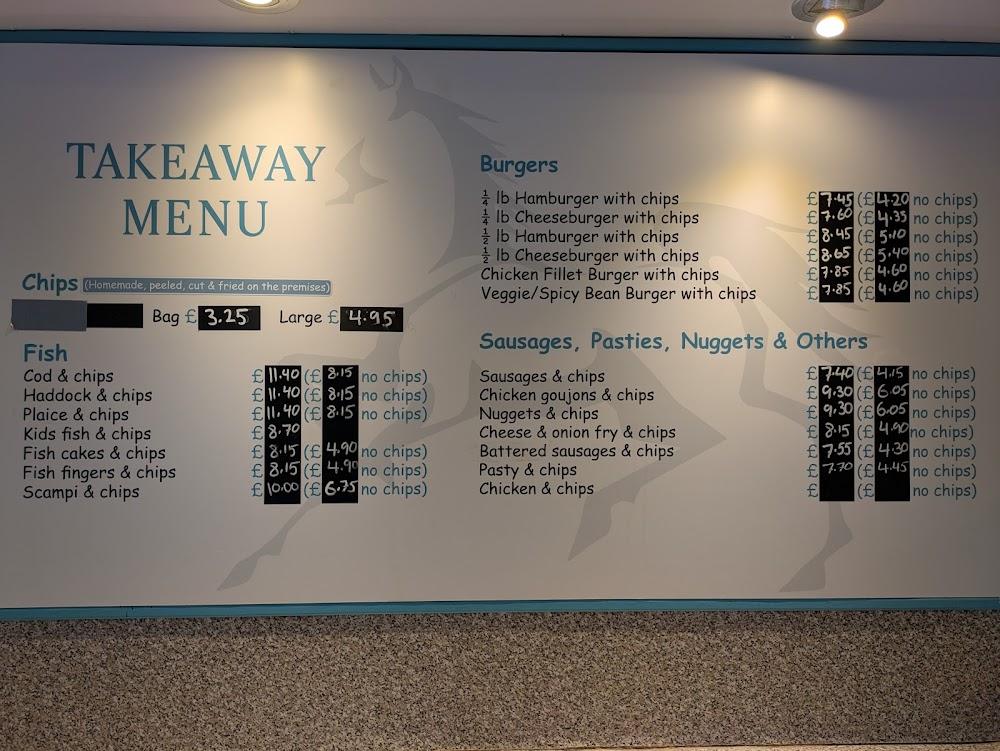 TAKEAWAY
MENU
Chips (Homemade, peeled, cut & fried on the premises)
Bag £ 3.25 Large £ 4.95
Fish
Cod & chips £ 11.40 (£ 8.15 no chips)
Haddock & chips £ 11.40 (£ 8.15 no chips)
Plaice & chips £ 11.40 (£ 8.15 no chips)
Kids fish & chips £ 8.70
Fish cakes & chips £ 8.15 (£ 4.90 no chips)
Fish fingers & chips £ 8.15 (£ 4.90 no chips)
Scampi & chips £ 10.00 (£ 6.75 no chips)
Burgers
¼ lb Hamburger with chips £ 7.45 (£ 4.20 no chips)
¼ lb Cheeseburger with chips £ 7.60 (£ 4.35 no chips)
½ lb Hamburger with chips £ 8.45 (£ 5.10 no chips)
½ lb Cheeseburger with chips £ 8.65 (£ 5.40 no chips)
Chicken Fillet Burger with chips £ 7.85 (£ 4.60 no chips)
Veggie/Spicy Bean Burger with chips £ 7.85 (£ 4.60 no chips)
Sausages, Pasties, Nuggets & Others
Sausages & chips £ 7.40 (£ 4.15 no chips)
Chicken goujons & chips £ 9.30 (£ 6.05 no chips)
Nuggets & chips £ 9.30 (£ 6.05 no chips)
Cheese & onion fry & chips £ 8.15 (£ 4.90 no chips)
Battered sausages & chips £ 7.55 (£ 4.30 no chips)
Pasty & chips £ 7.70 (£ 4.45 no chips)
Chicken & chips £ (£ no chips)